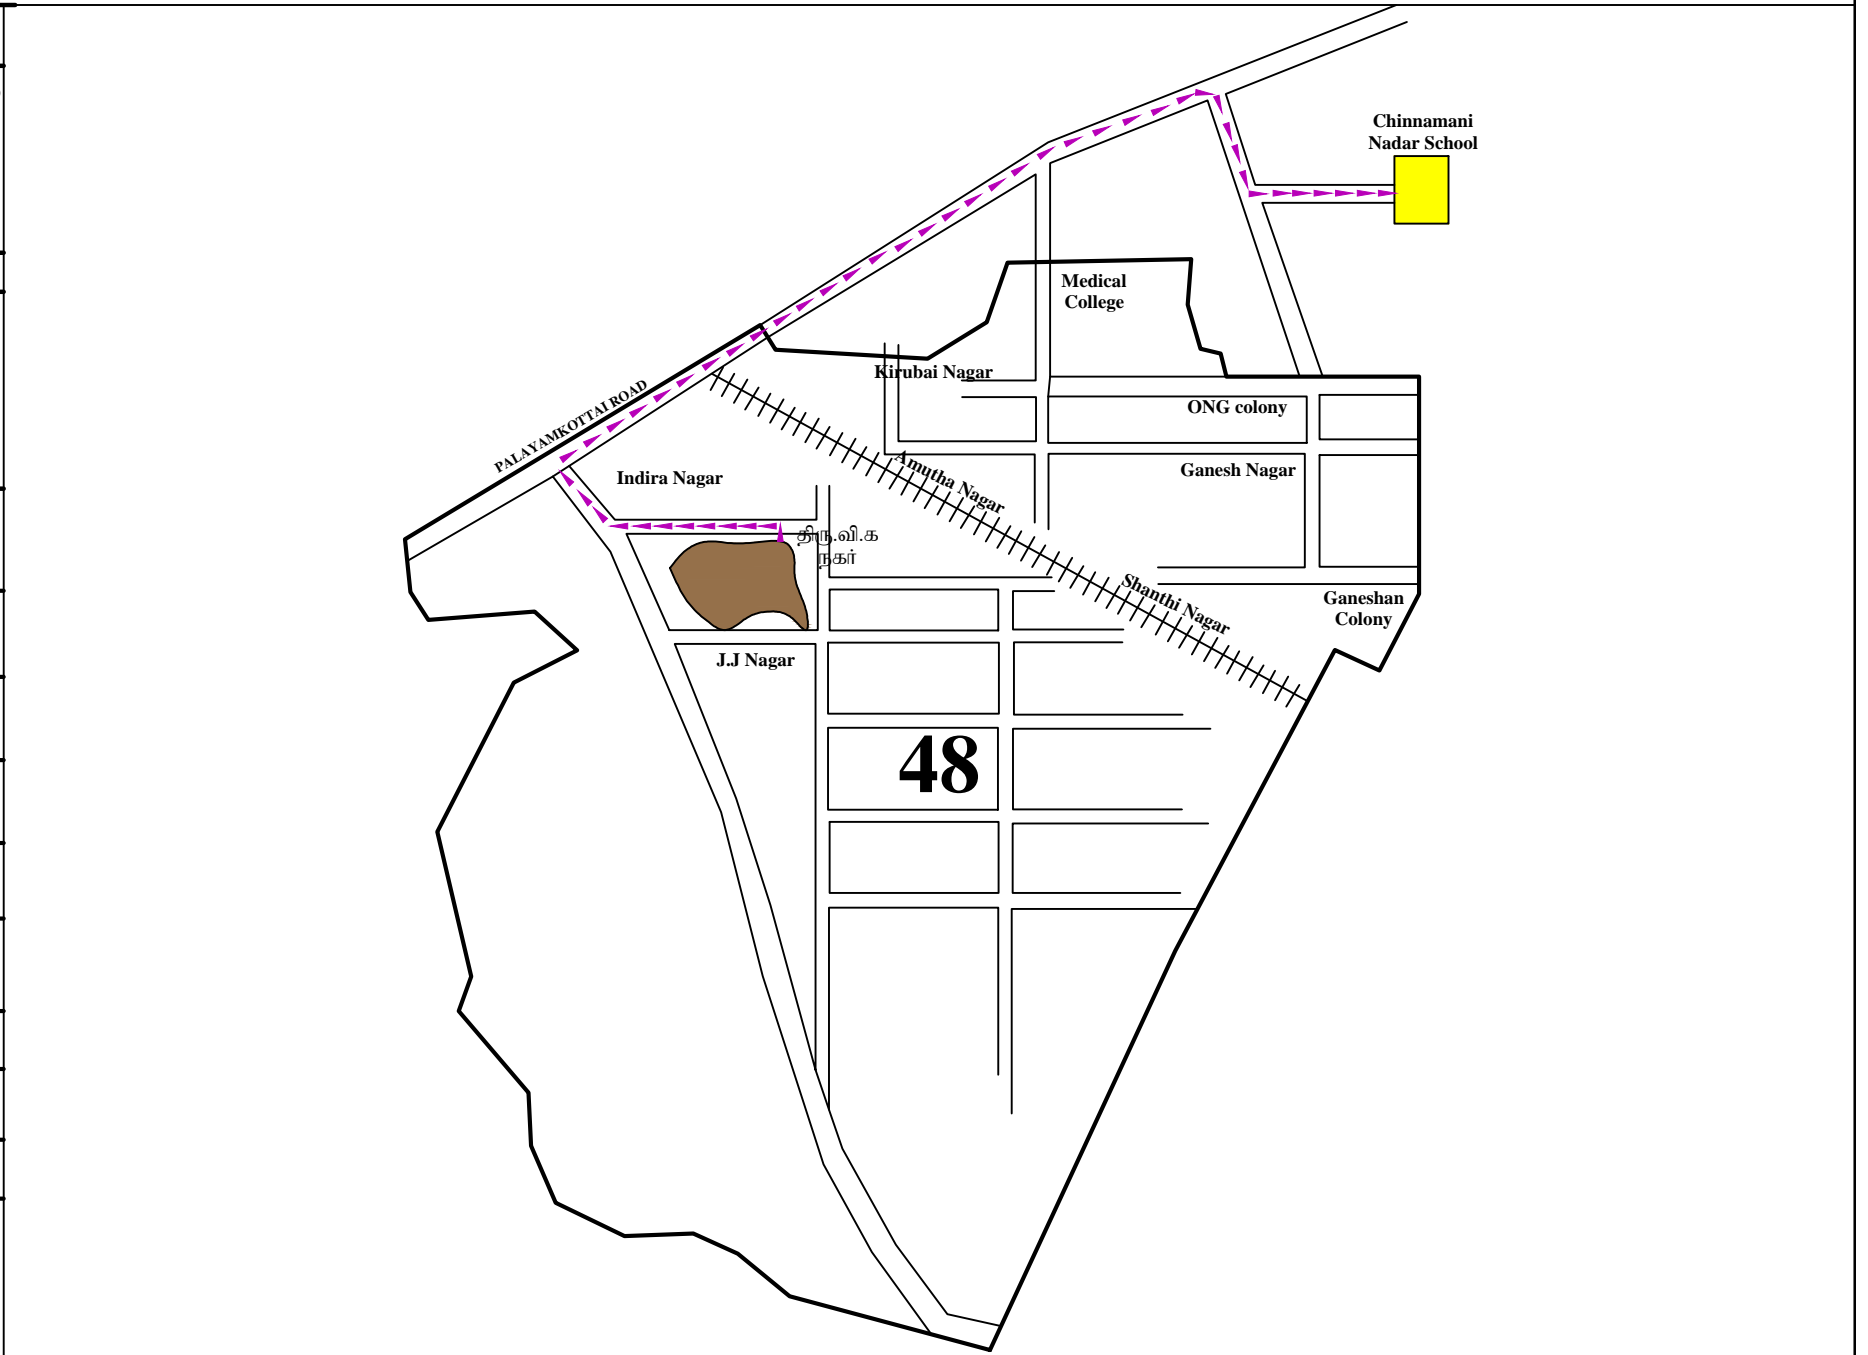 Chinnamani
Nadar School
Medical
College
Kirubai Nagar
PALAYAMKOTTAI ROAD
ONG colony
Indira Nagar
Amutha Nagar
Ganesh Nagar
திரு.வி.க
நகர்
Shanthi Nagar
Ganeshan
Colony
J.J Nagar
48